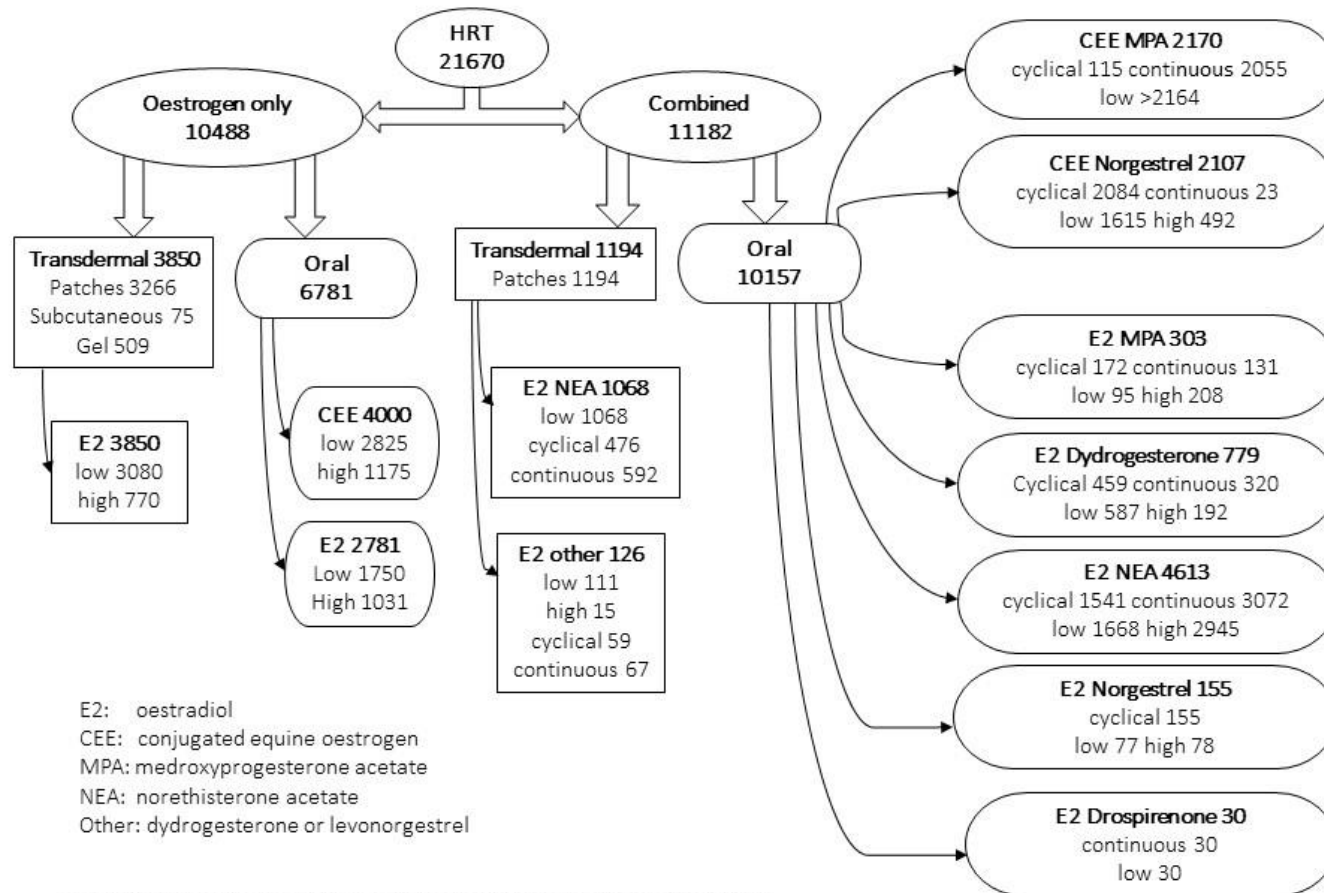 HRT
21670
Oestrogen only
10488
Combined
11182
Transdermal 3850
Patches 3266
Subcutaneous 75
Gel 509
Oral
6781
Transdermal 1194
Patches 1194
Oral
10157
E2 3850
low 3080
high 770
CEE 4000
low 2825
high 1175
E2 2781
Low 1750
High 1031
E2 NEA 1068
low 1068
cyclical 476
continuous 592
E2 other 126
low 111
high 15
cyclical 59
continuous 67
CEE MPA 2170
cyclical 115 continuous 2055
low >2164
CEE Norgestrel 2107
cyclical 2084 continuous 23
low 1615 high 492
E2 MPA 303
cyclical 172 continuous 131
low 95 high 208
E2 Dydrogesterone 779
Cyclical 459 continuous 320
low 587 high 192
E2 NEA 4613
cyclical 1541 continuous 3072
low 1668 high 2945
E2 Norgestrel 155
cyclical 155
low 77 high 78
E2 Drospirenone 30
continuous 30
low 30
E2: oestradiol
CEE: conjugated equine oestrogen
MPA: medroxyprogesterone acetate
NEA: norethisterone acetate
Other: dydrogesterone or levonorgestrel